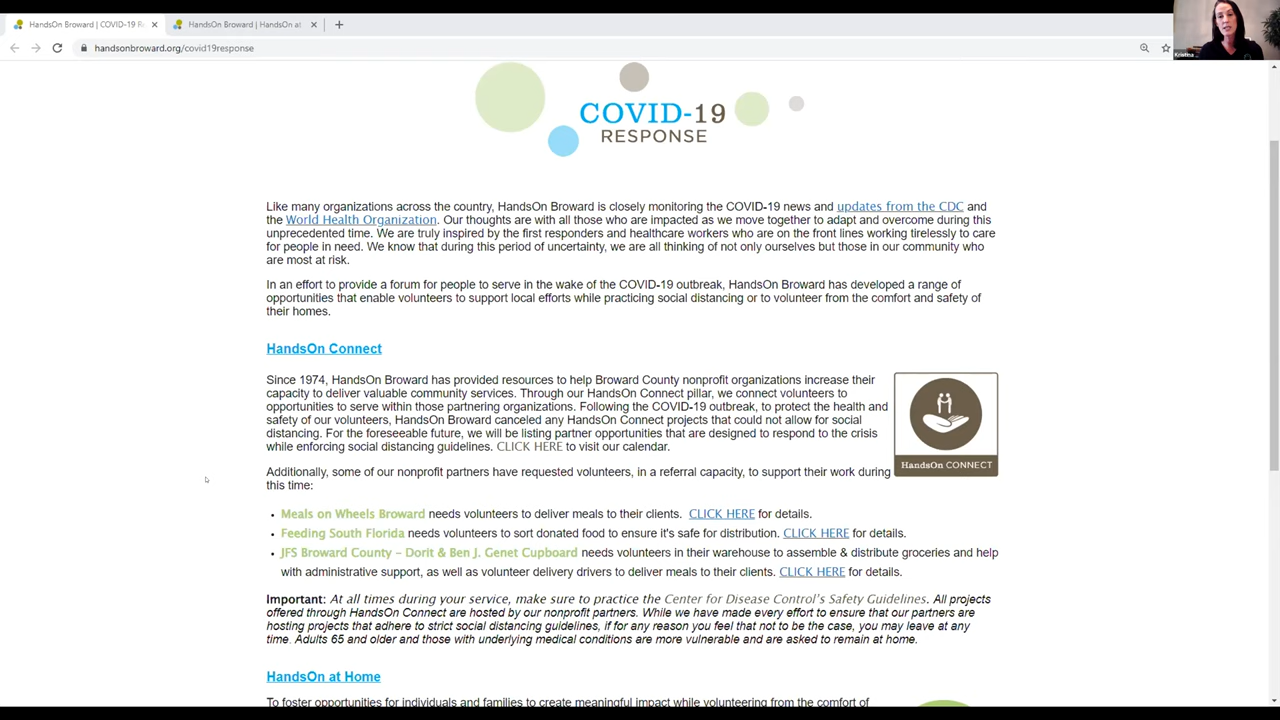 HandsOn Broward | COVID-19 R
HandsOn Broward | HandsOn at
handsonbroward.org/covid19response
Kristina
COVID-19
RESPONSE
Like many organizations across the country, HandsOn Broward is closely monitoring the COVID-19 news and updates from the CDC and
the World Health Organization. Our thoughts are with all those who are impacted as we move together to adapt and overcome during this
unprecedented time. We are truly inspired by the first responders and healthcare workers who are on the front lines working tirelessly to care
for people in need. We know that during this period of uncertainty, we are all thinking of not only ourselves but those in our community who
are most at risk.
In an effort to provide a forum for people to serve in the wake of the COVID-19 outbreak, HandsOn Broward has developed a range of
opportunities that enable volunteers to support local efforts while practicing social distancing or to volunteer from the comfort and safety of
their homes.
HandsOn Connect
Since 1974, HandsOn Broward has provided resources to help Broward County nonprofit organizations increase their
capacity to deliver valuable community services. Through our HandsOn Connect pillar, we connect volunteers to
opportunities to serve within those partnering organizations. Following the COVID-19 outbreak, to protect the health and
safety of our volunteers, HandsOn Broward canceled any HandsOn Connect projects that could not allow for social
distancing. For the foreseeable future, we will be listing partner opportunities that are designed to respond to the crisis
while enforcing social distancing guidelines. CLICK HERE to visit our calendar.
HandsOn CONNECT
Additionally, some of our nonprofit partners have requested volunteers, in a referral capacity, to support their work during
this time:
• Meals on Wheels Broward needs volunteers to deliver meals to their clients. CLICK HERE for details.
• Feeding South Florida needs volunteers to sort donated food to ensure it's safe for distribution. CLICK HERE for details.
• JFS Broward County – Dorit & Ben J. Genet Cupboard needs volunteers in their warehouse to assemble & distribute groceries and help
with administrative support, as well as volunteer delivery drivers to deliver meals to their clients. CLICK HERE for details.
Important: At all times during your service, make sure to practice the Center for Disease Control's Safety Guidelines. All projects
offered through HandsOn Connect are hosted by our nonprofit partners. While we have made every effort to ensure that our partners are
hosting projects that adhere to strict social distancing guidelines, if for any reason you feel that not to be the case, you may leave at any
time. Adults 65 and older and those with underlying medical conditions are more vulnerable and are asked to remain at home.
HandsOn at Home
To foster opportunities for individuals and families to create meaningful impact while volunteering from the comfort of